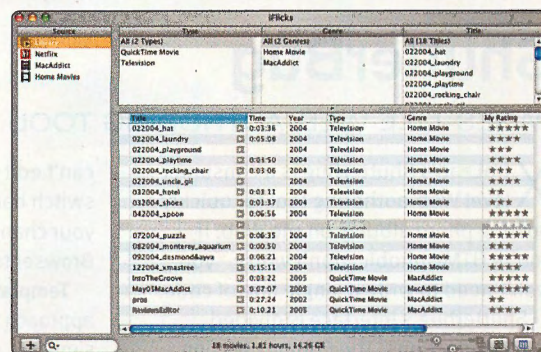 iFlicks
Source Type Genre Title
Library
Netflix
MacAddict
Home Movies
All (2 Types)
QuickTime Movie
Television
All (2 Genres)
Home Movie
MacAddict
All (18 Titles)
022004_hat
022004_laundry
022004_playground
022004_playtime
022004_rocking_chair
022004_uncle_gil
Title Time Year Type Genre My Rating
022004_hat 0:03:36 2004 Television Home Movie ★★★★★
022004_laundry 0:05:08 2004 Television Home Movie ★★★★
022004_playground 2004 Television Home Movie ★★★
022004_playtime 2004 Television Home Movie ★★★★
022004_rocking_chair 0:03:06 2004 Television Home Movie ★★★★
022004_uncle_gil 2004 Television Home Movie ★★★★
032004_hotel 0:03:11 2004 Television Home Movie ★★
032004_shoes 0:01:37 2004 Television Home Movie ★★★
042004_spoon 0:06:56 2004 Television Home Movie ★★★★★
072004_puzzle 0:06:35 2004 Television Home Movie ★★★
082004_monterey_aquarium 0:00:50 2004 Television Home Movie ★★★
092004_desmond&ayva 0:06:21 2004 Television Home Movie ★★★★
122004_xmastree 0:15:11 2004 Television Home Movie ★★★
IntoTheGroove 0:03:22 2005 QuickTime Movie MacAddict ★★★★
May05MacAddict 0:07:07 2005 QuickTime Movie MacAddict ★★★★★
pros 0:27:24 2002 QuickTime Movie MacAddict ★★
ReviewsEditor 0:10:21 2005 QuickTime Movie MacAddict ★★★★
18 movies, 1.81 hours, 14.26 GB